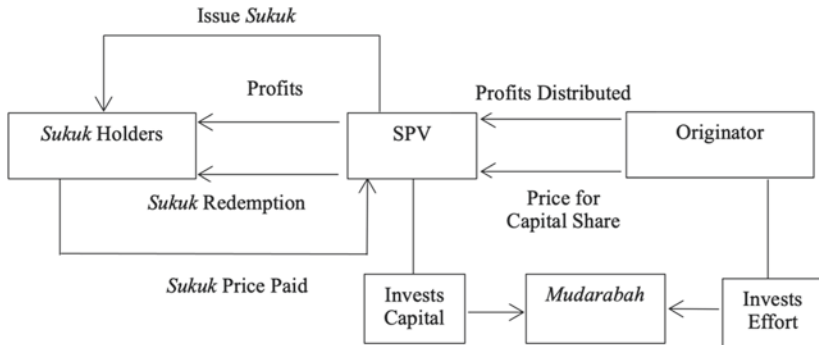 Issue Sukuk
Profits
Profits Distributed
Sukuk Holders
SPV
Originator
Sukuk Redemption
Price for
Capital Share
Sukuk Price Paid
Invests
Capital
Mudarabah
Invests
Effort